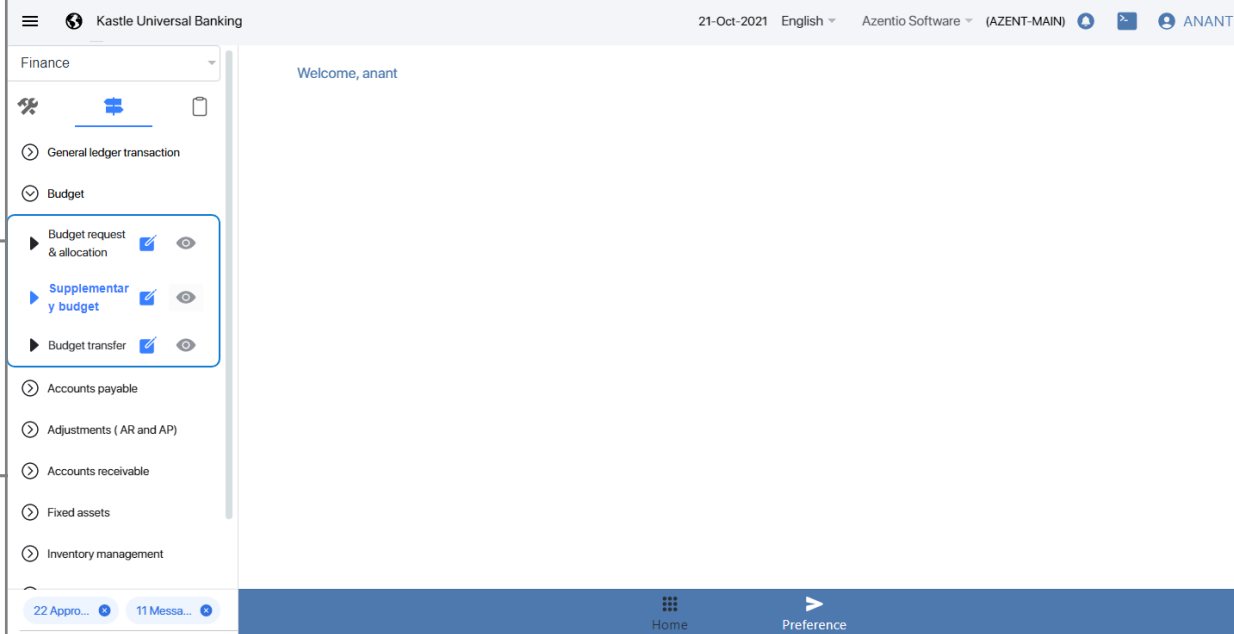 Kastle Universal Banking
21-Oct-2021 English Azentio Software (AZENT-MAIN) ANANT
Finance
Welcome, anant
General ledger transaction
Budget
Budget request
& allocation
Supplementar
y budget
Budget transfer
Accounts payable
Adjustments ( AR and AP)
Accounts receivable
Fixed assets
Inventory management
22 Appro... 11 Messa...
Home Preference